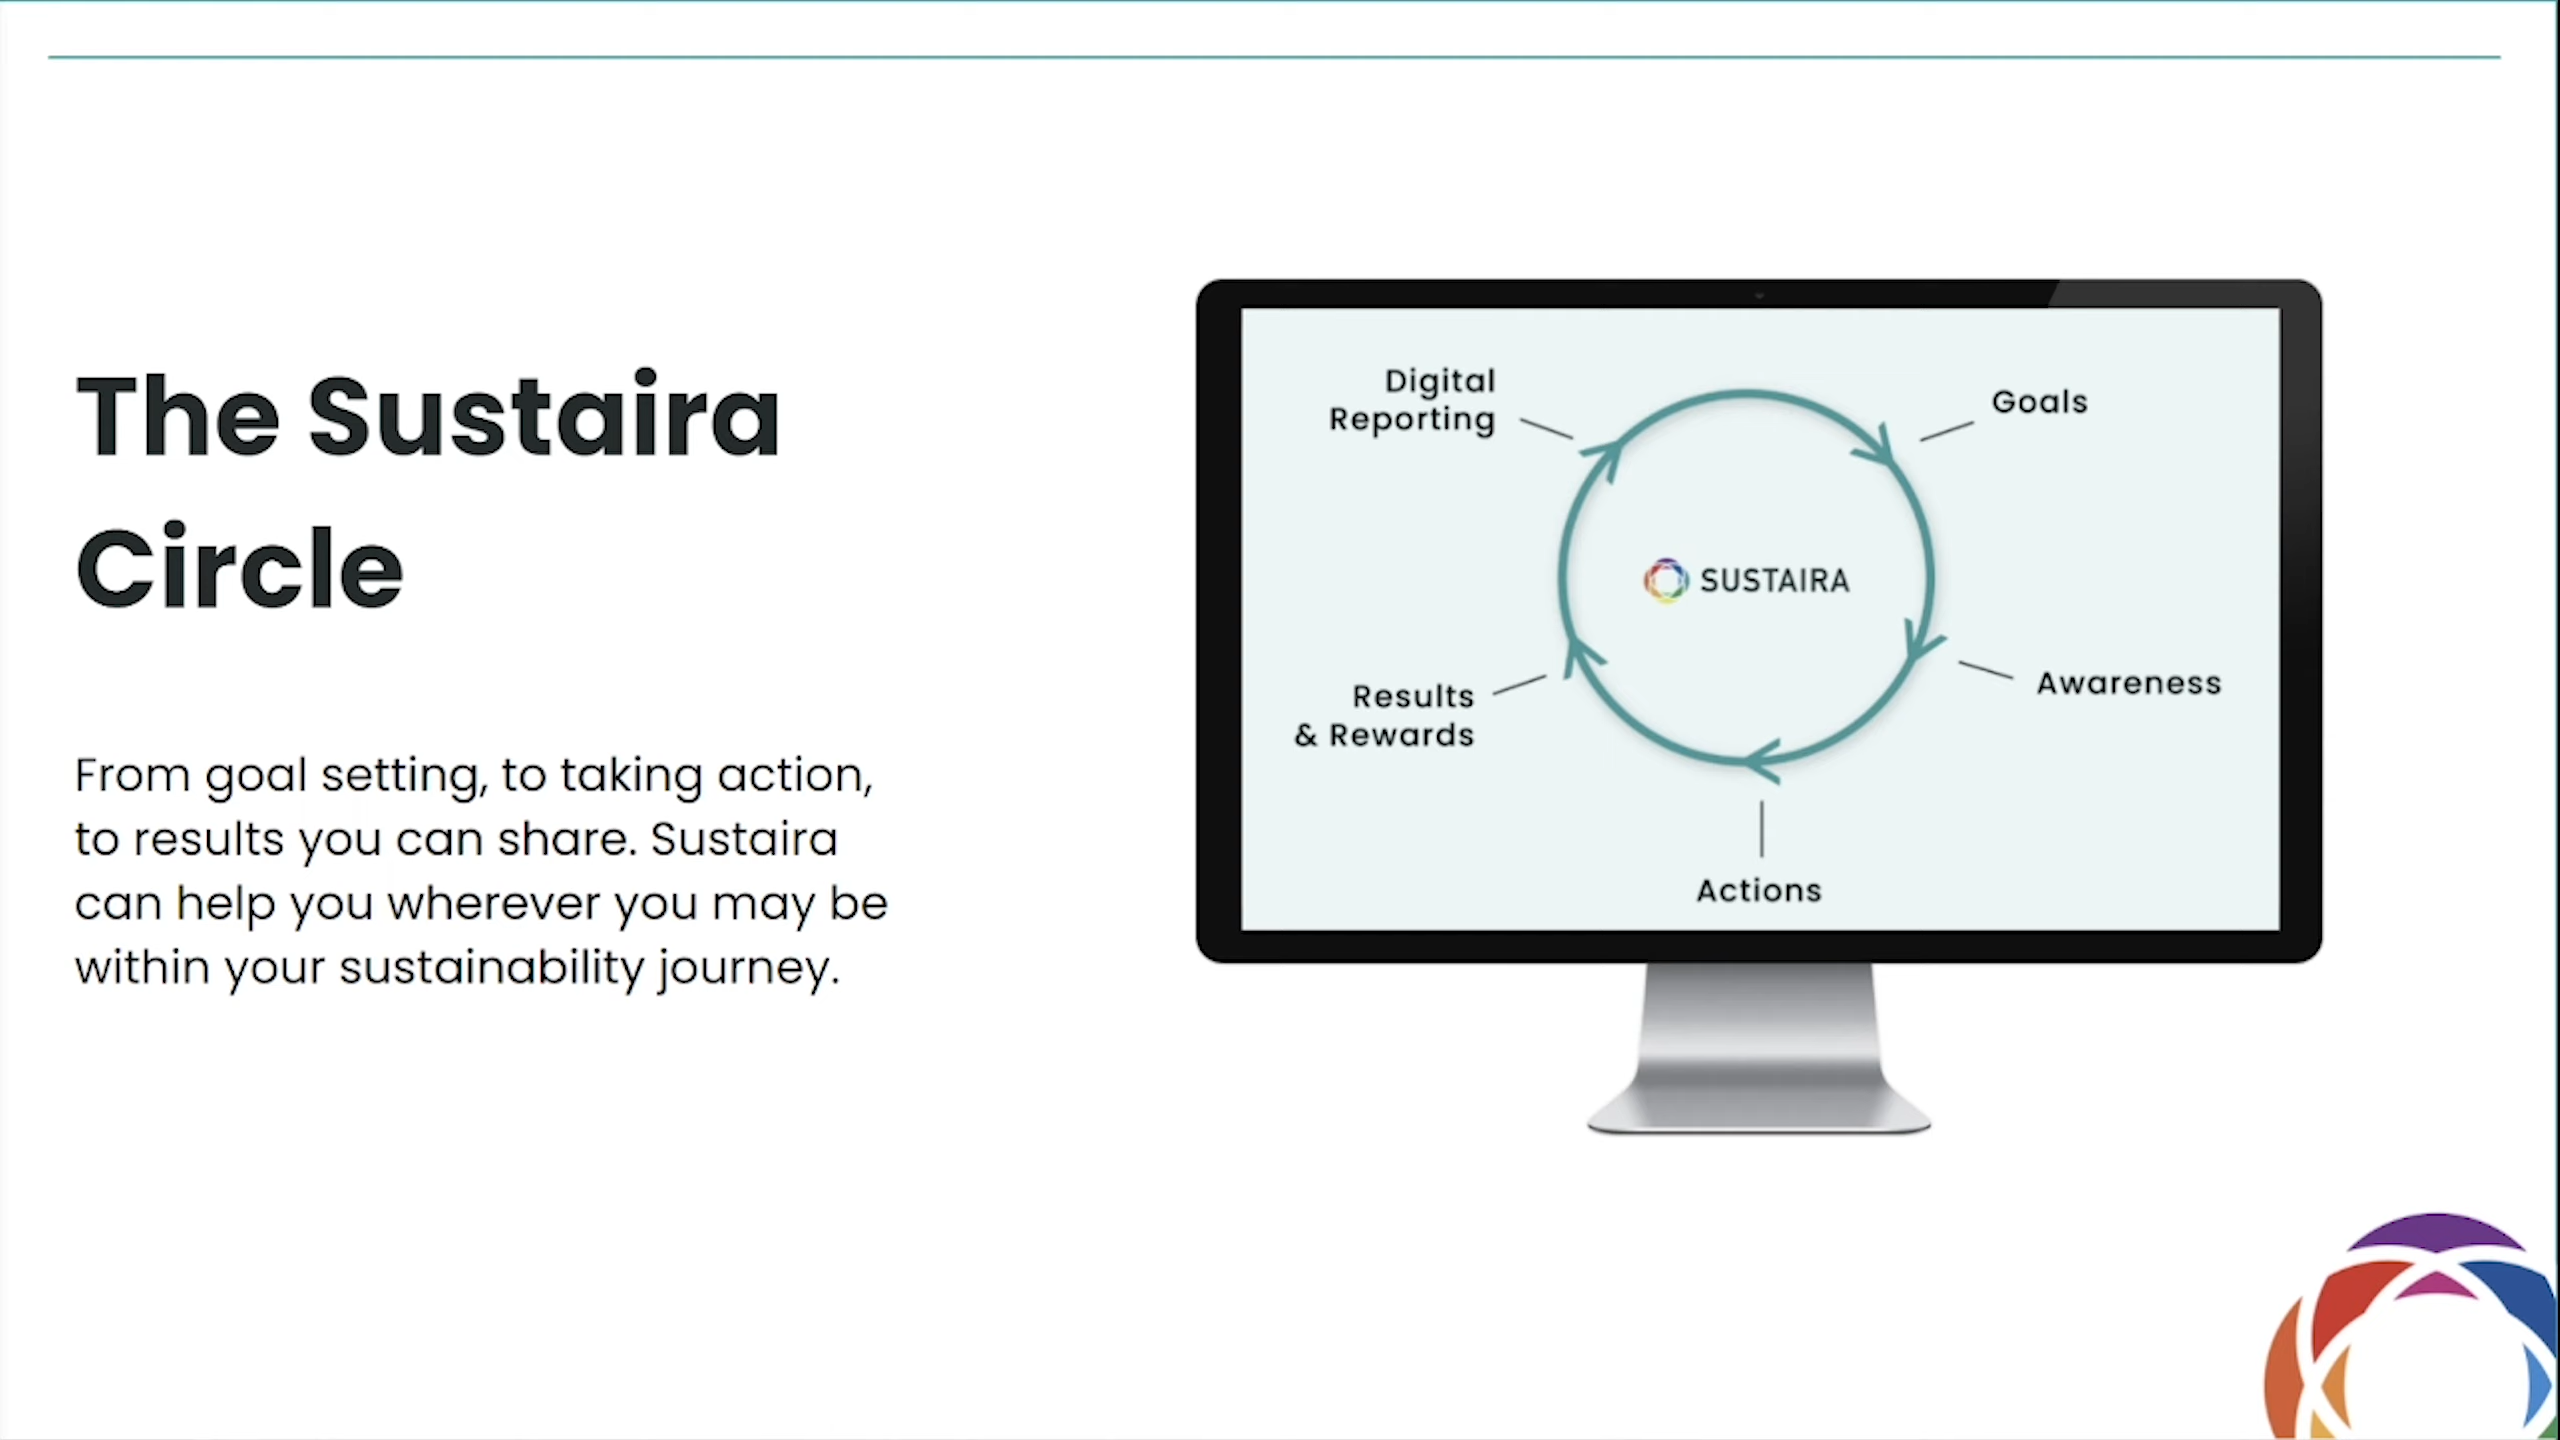 The Sustaira
Circle
From goal setting, to taking action,
to results you can share. Sustaira
can help you wherever you may be
within your sustainability journey.
Digital
Reporting
Goals
SUSTAIRA
Results
& Rewards
Awareness
Actions